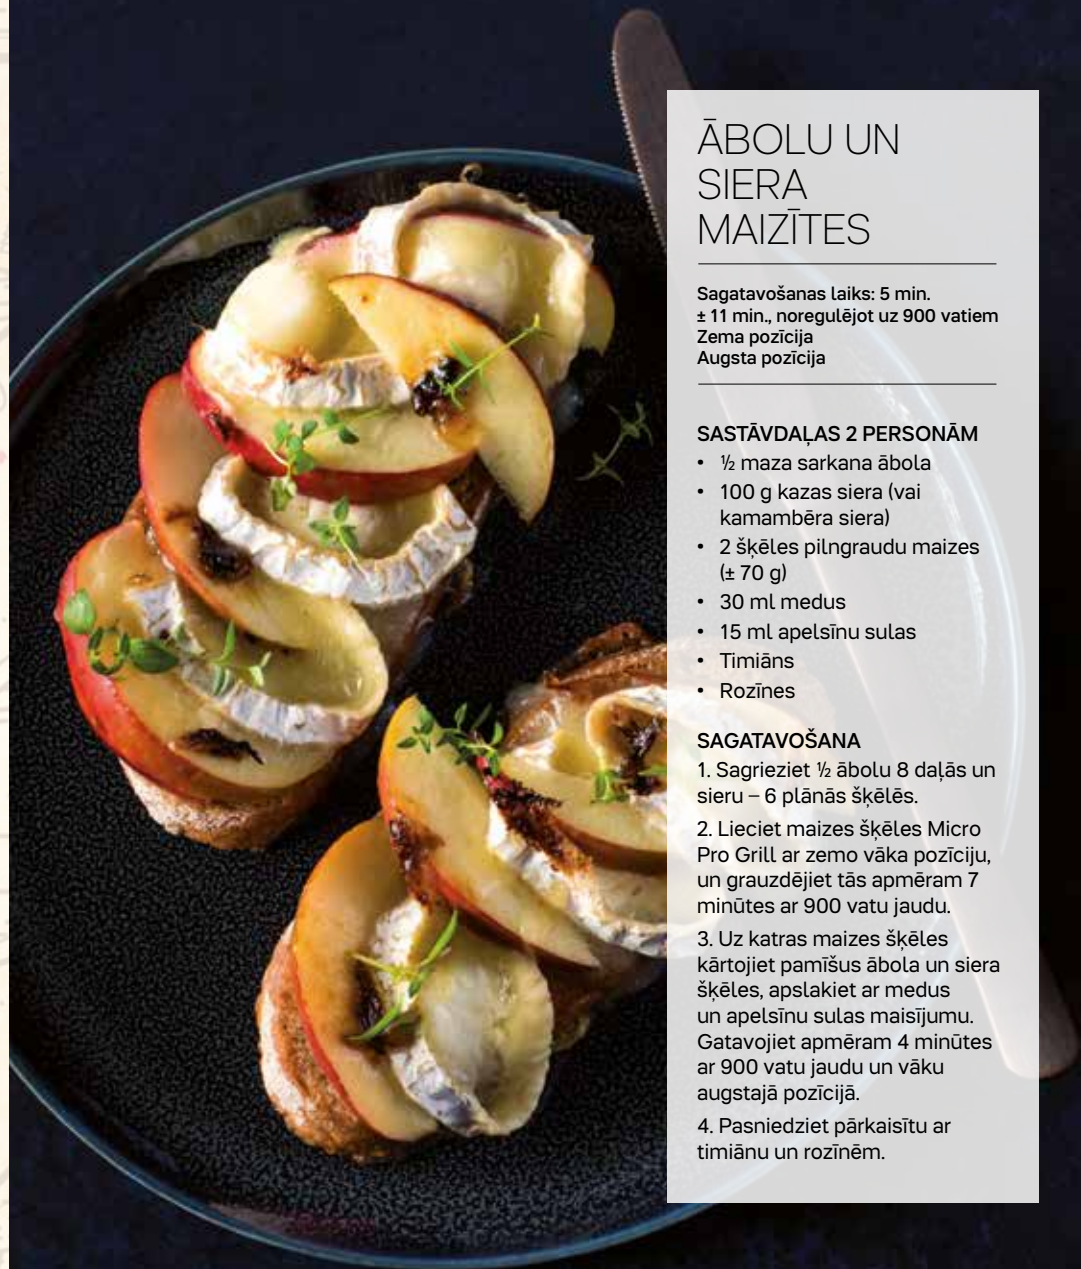 ĀBOLU UN
SIERA
MAIZĪTES
Sagatavošanas laiks: 5 min.
± 11 min., noregulējot uz 900 vatiem
Zema pozīcija
Augsta pozīcija
SASTĀVDAĻAS 2 PERSONĀM
• ½ maza sarkana ābola
• 100 g kazas siera (vai
kamambēra siera)
• 2 šķēles pilngraudu maizes
(± 70 g)
• 30 ml medus
• 15 ml apelsīnu sulas
• Timiāns
• Rozīnes
SAGATAVOŠANA
1. Sagrieziet ½ ābolu 8 daļās un
sieru – 6 plānās šķēlēs.
2. Lieciet maizes šķēles Micro
Pro Grill ar zemo vāka pozīciju,
un grauzdējiet tās apmēram 7
minūtes ar 900 vatu jaudu.
3. Uz katras maizes šķēles
kārtojiet pamīšus ābola un siera
šķēles, apslakiet ar medus
un apelsīnu sulas maisījumu.
Gatavojiet apmēram 4 minūtes
ar 900 vatu jaudu un vāku
augstajā pozīcijā.
4. Pasniedziet pārkaisītu ar
timiānu un rozīnēm.